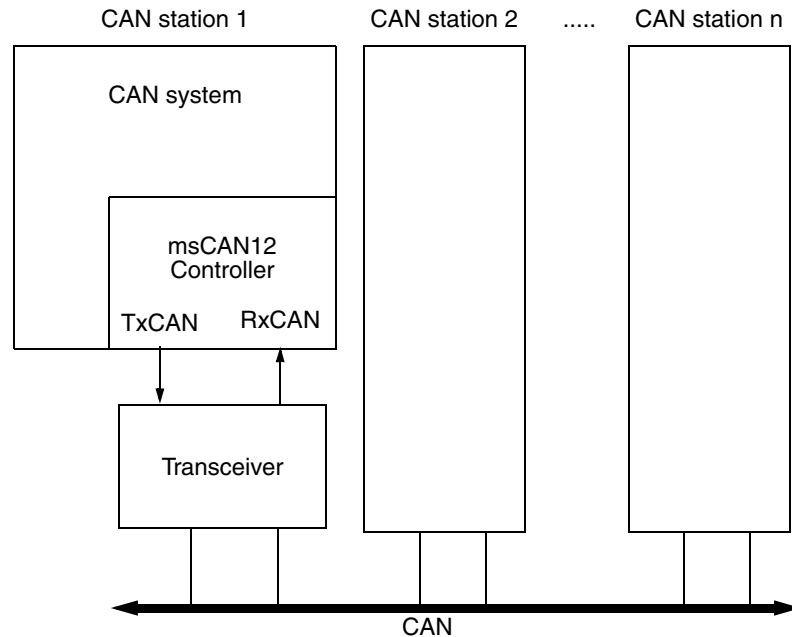 CAN station 1
CAN station 2
.....
CAN station n
CAN system
msCAN12
Controller
TxCAN
RxCAN
Transceiver
CAN